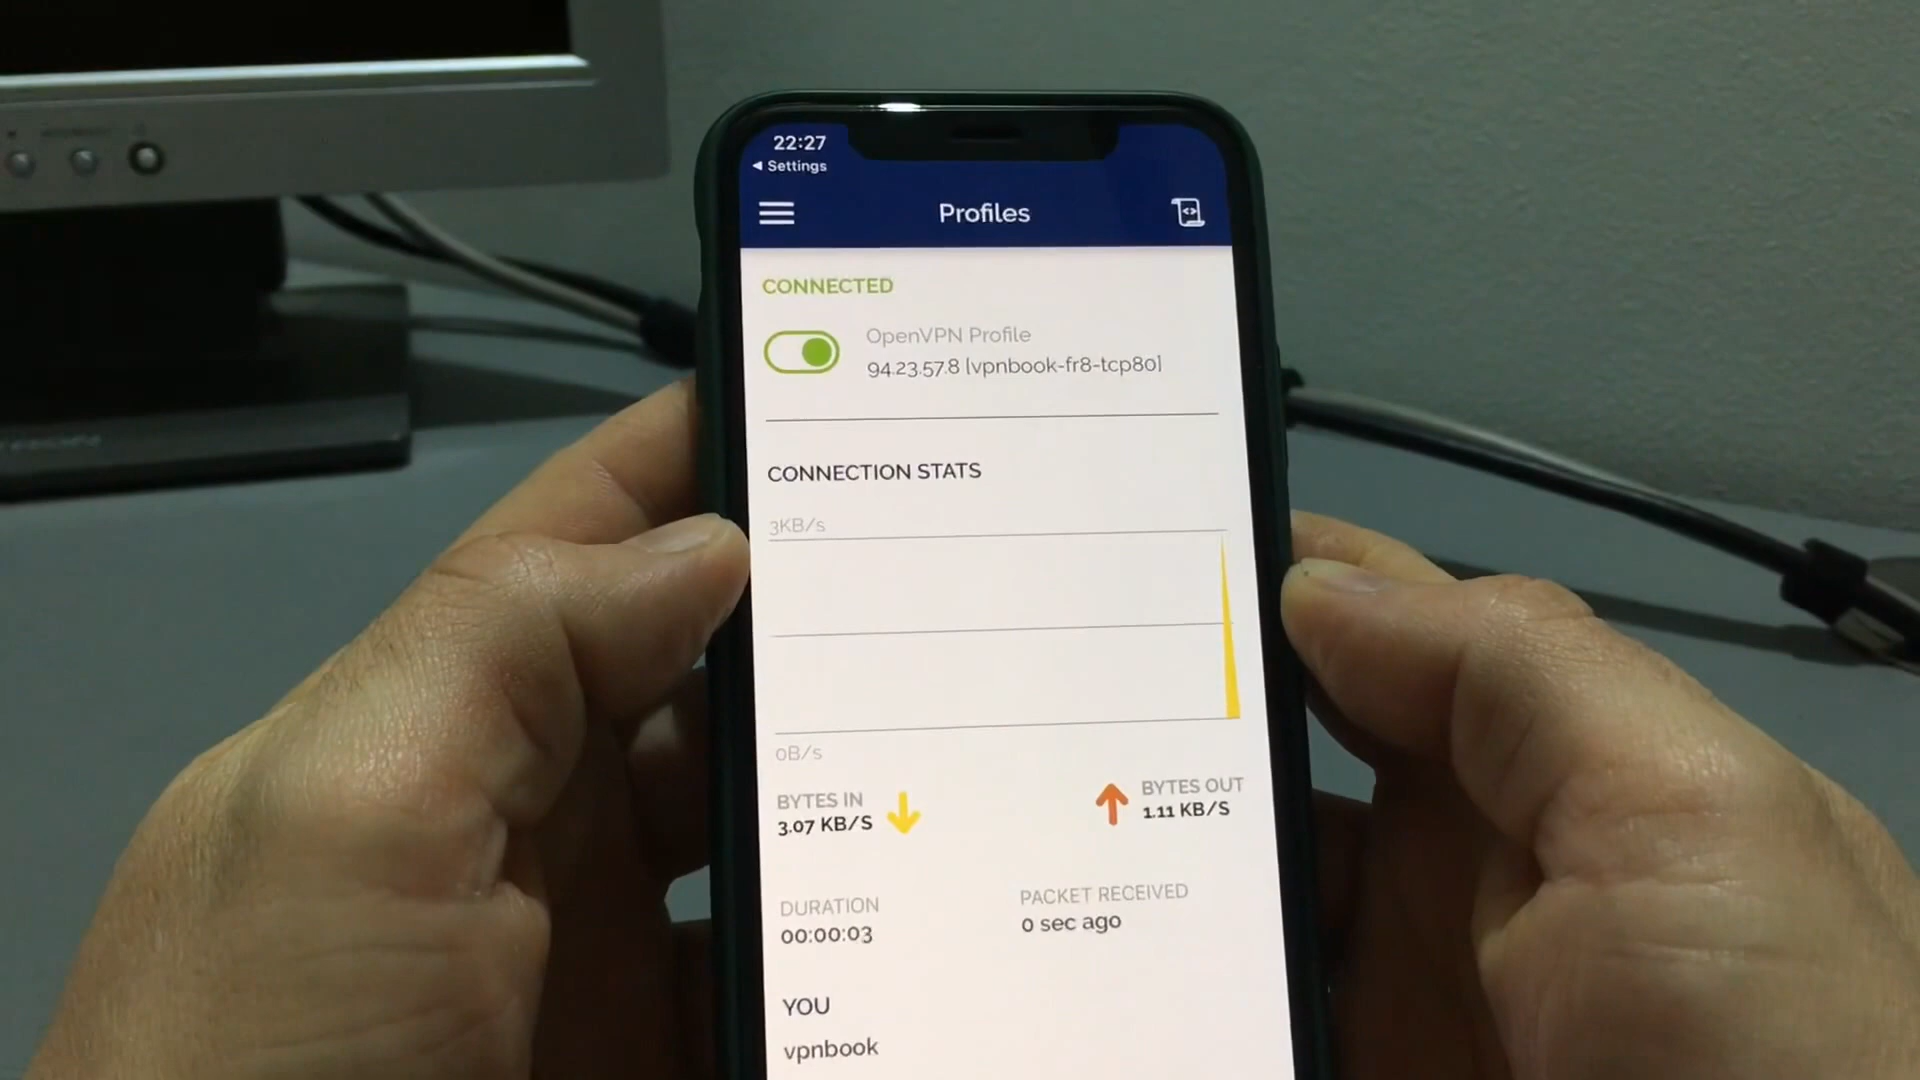 22:27
◄ Settings
Profiles
CONNECTED
OpenVPN Profile
94.23.57.8 [vpnbook-fr8-tcp80]
CONNECTION STATS
3KB/s
0B/s
BYTES IN
3.07 KB/S
BYTES OUT
1.11 KB/S
DURATION
00:00:03
PACKET RECEIVED
0 sec ago
YOU
vpnbook